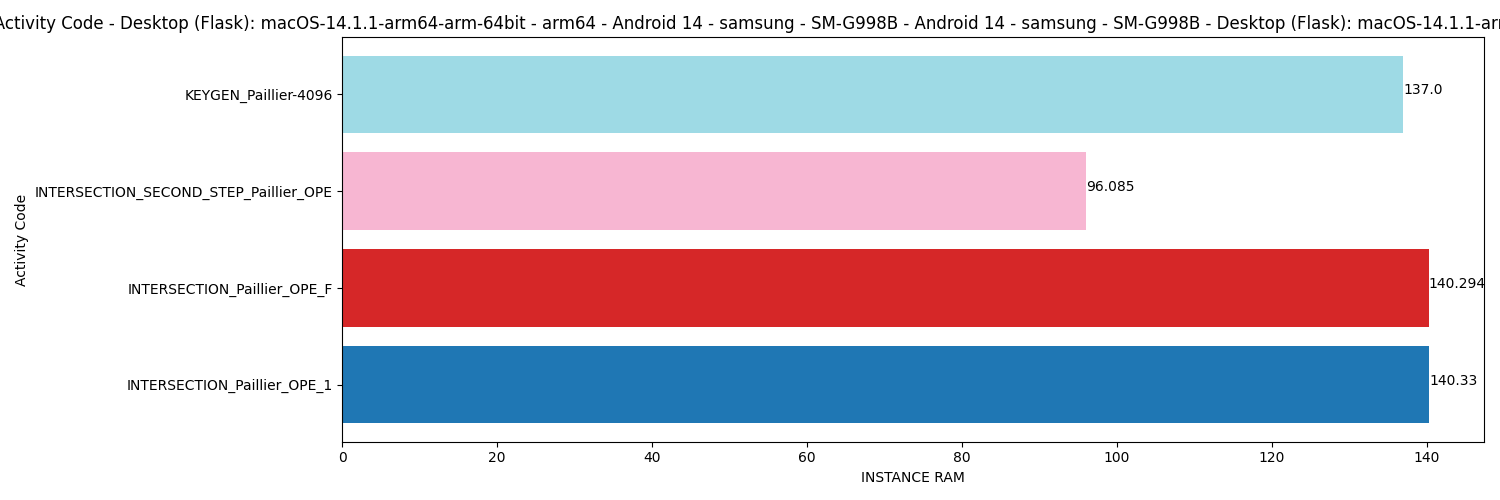 Activity Code - Desktop (Flask): macOS-14.1.1-arm64-arm-64bit - arm64 - Android 14 - samsung - SM-G998B - Android 14 - samsung - SM-G998B - Desktop (Flask): macOS-14.1.1-arm
KEYGEN_Paillier-4096
137.0
INTERSECTION_SECOND_STEP_Paillier_OPE
96.085
Activity Code
INTERSECTION_Paillier_OPE_F
140.294
INTERSECTION_Paillier_OPE_1
140.33
0 20 40 60 80 100 120 140
INSTANCE RAM